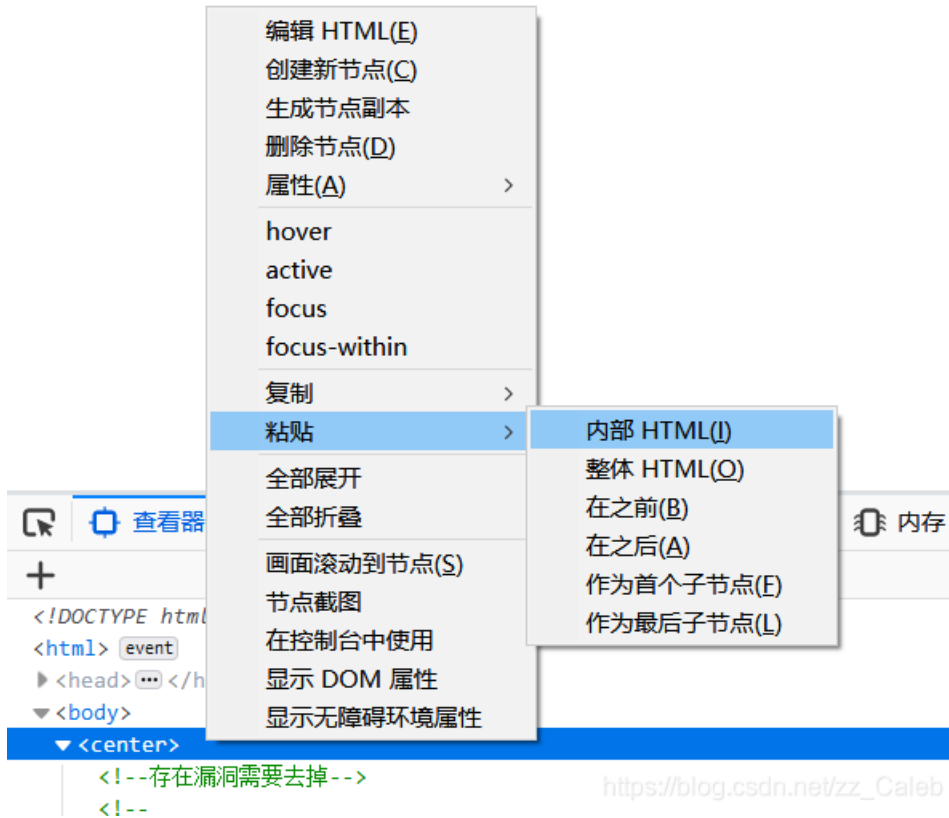 编辑 HTML(E)
创建新节点(C)
生成节点副本
删除节点(D)
属性(A)
hover
active
focus
focus-within
复制
粘贴
内部 HTML(I)
整体 HTML(O)
在之前(B)
在之后(A)
作为首个子节点(F)
作为最后子节点(L)
全部展开
全部折叠
画面滚动到节点(S)
节点截图
在控制台中使用
显示 DOM 属性
显示无障碍环境属性
查看器
内存
<!DOCTYPE html
<html> event
<head> ••• </h
<body>
<center>
<!--存在漏洞需要去掉-->
<!--
https://blog.csdn.net/zz_Caleb